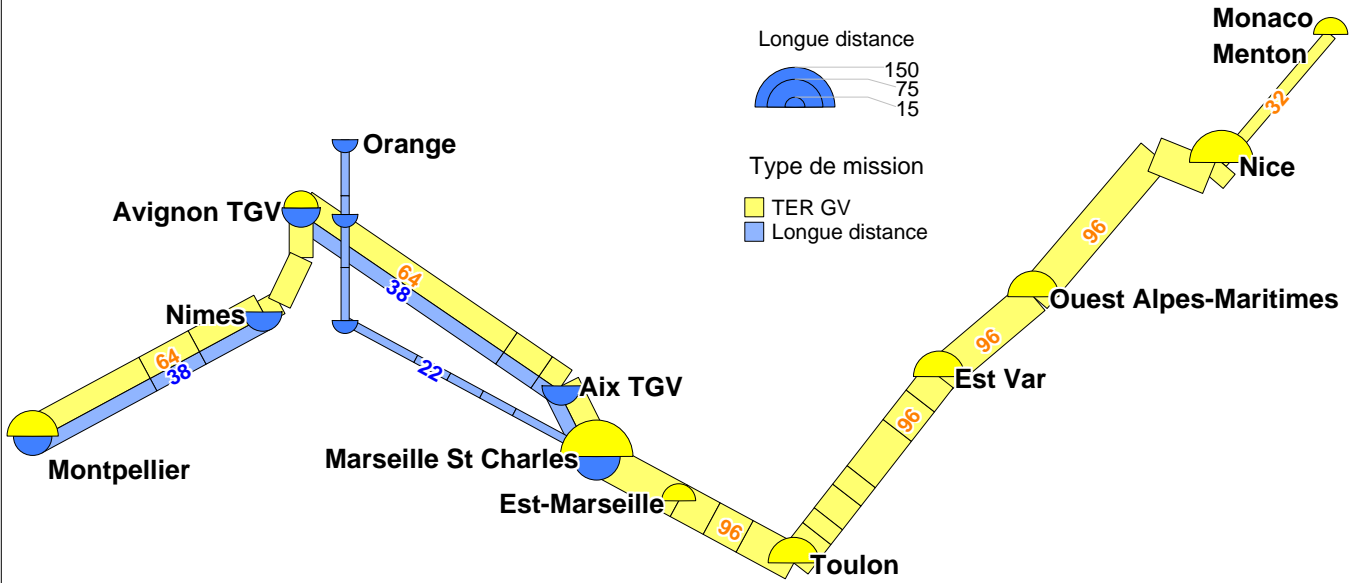 Monaco
Menton
Longue distance
150
75
15
32
Orange
Type de mission
Nice
TER GV
Longue distance
Avignon TGV
96
64
38
Ouest Alpes-Maritimes
Nimes
96
64
38
22
Est Var
Aix TGV
96
Marseille St Charles
Montpellier
Est-Marseille
96
Toulon